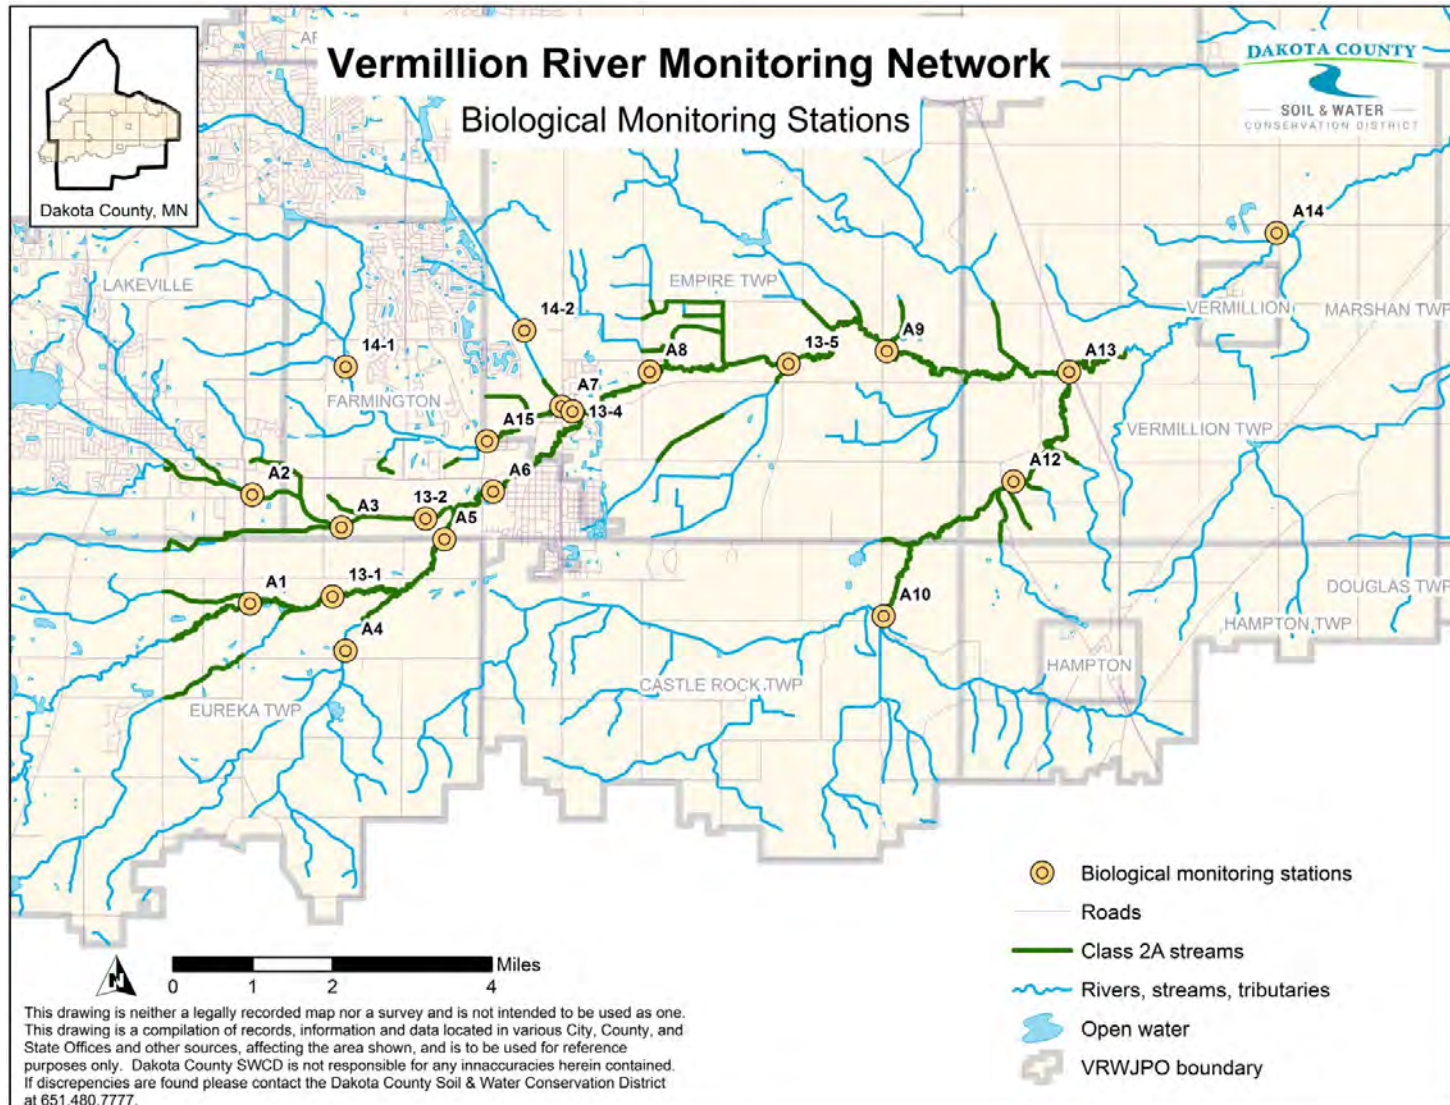 Vermillion River Monitoring Network
Biological Monitoring Stations
DAKOTA COUNTY
SOIL & WATER
CONSERVATION DISTRICT
Dakota County, MN
A14
LAKEVILLE
EMPIRE TWP
VERMILLION
MARSHAN TWP
14-2
14-1
A9
13-5
A8
A13
FARMINGTON
A7
13-4
A15
VERMILLION TWP
A6
A12
A2
13-2
A3
A5
A1
13-1
DOUGLAS TWP
A10
A4
HAMPTON TWP
HAMPTON
CASTLE ROCK TWP
EUREKA TWP
Biological monitoring stations
Roads
Class 2A streams
Rivers, streams, tributaries
Open water
VRWJPO boundary
N
Miles
0 1 2 4
This drawing is neither a legally recorded map nor a survey and is not intended to be used as one.
This drawing is a compilation of records, information and data located in various City, County, and
State Offices and other sources, affecting the area shown, and is to be used for reference
purposes only. Dakota County SWCD is not responsible for any innaccuracies herein contained.
If discrepencies are found please contact the Dakota County Soil & Water Conservation District
at 651.480.7777.